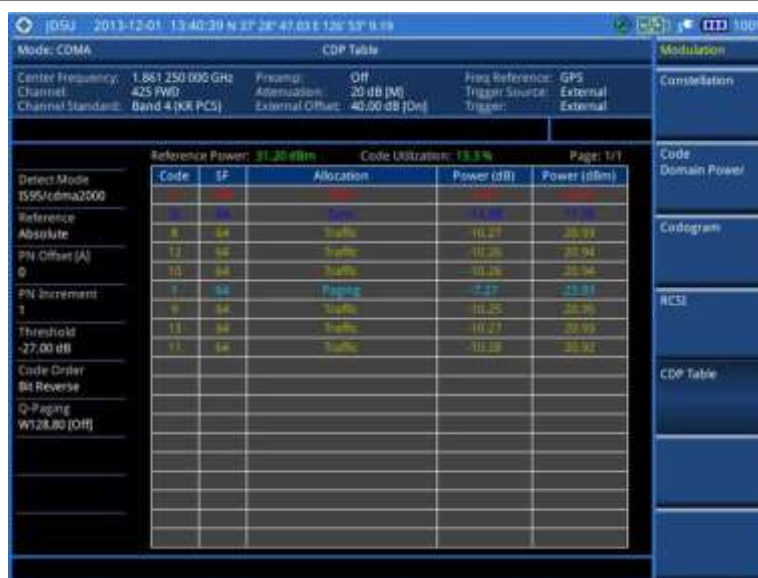 JDSU 2013-12-01 13:40:39 N 37° 28' 47.03 E 126° 53' 9.19
Mode: CDMA CDP Table Modulation
Center Frequency: 1.861 250 000 GHz Preamp: Off Freq Reference: GPS
Channel: 425 FWD Attenuation: 20 dB [M] Trigger Source: External
Channel Standard: Band 4 (KR PCS) External Offset: 40.00 dB [On] Trigger: External
Constellation
Reference Power: 31.20 dBm Code Utilization: 13.3 % Page: 1/1
Code Domain Power
Detect Mode
IS95/cdma2000
Reference
Absolute
PN Offset [A]
0
PN Increment
1
Threshold
-27.00 dB
Code Order
Bit Reverse
Q-Paging
W128.80 [Off]
Code SF Allocation Power (dB) Power (dBm)
64 Sync
8 64 Traffic -10.27 20.93
12 64 Traffic -10.26 20.94
10 64 Traffic -10.26 20.94
1 64 Paging -7.27 23.93
9 64 Traffic -10.25 20.95
13 64 Traffic -10.27 20.93
11 64 Traffic -10.28 20.92
Codogram
RCSI
CDP Table